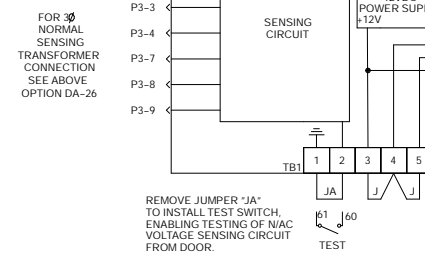 P3-3
P3-4
P3-7
P3-8
P3-9
FOR 3Ø
NORMAL
SENSING
TRANSFORMER
CONNECTION
SEE ABOVE
OPTION DA-26
SENSING
CIRCUIT
POWER SUP
+12V
TB1
1 2 3 4 5
JA J J
REMOVE JUMPER "JA"
TO INSTALL TEST SWITCH,
ENABLING TESTING OF N/AC
VOLTAGE SENSING CIRCUIT
FROM DOOR.
61 60
TEST